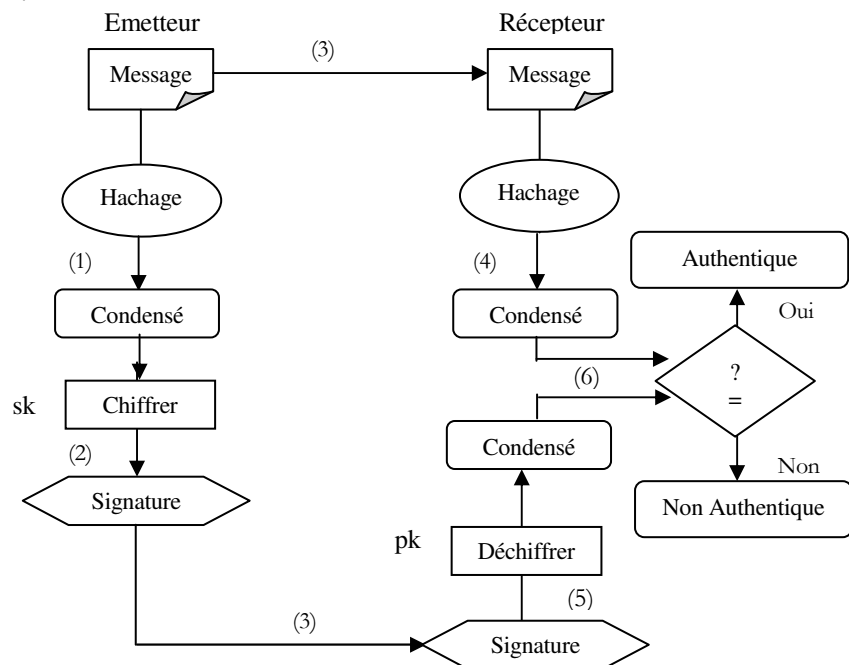 Emetteur
Récepteur
Message
(3)
Message
Hachage
Hachage
(1)
(4)
Authentique
Condensé
Condensé
Oui
(6)
?
=
sk
Chiffrer
(2)
Condensé
Non
Signature
Non Authentique
pk
Déchiffrer
(5)
(3)
Signature